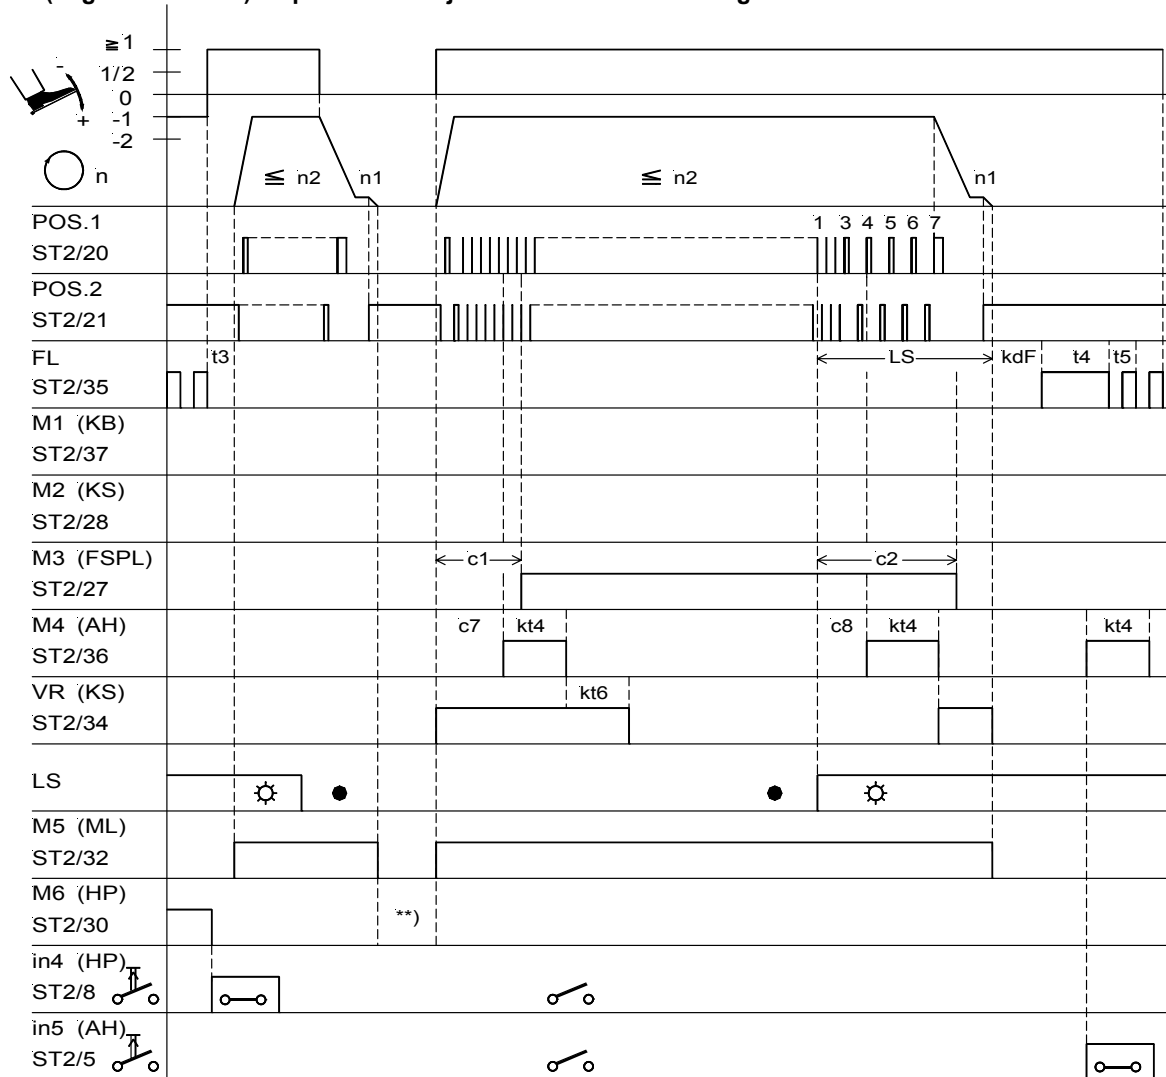 ≧1
- 1/2
0
+ -1
-2
n ≦ n2 n1 ≦ n2 n1
POS.1 1 3 4 5 6 7
ST2/20
POS.2
ST2/21
FL t3 LS kdF t4 t5
ST2/35
M1 (KB)
ST2/37
M2 (KS)
ST2/28
M3 (FSPL) c1 c2
ST2/27
M4 (AH) c7 kt4 c8 kt4 kt4
ST2/36
VR (KS) kt6
ST2/34
LS
M5 (ML)
ST2/32
M6 (HP)
ST2/30 **)
in4 (HP)
ST2/8
in5 (AH)
ST2/5